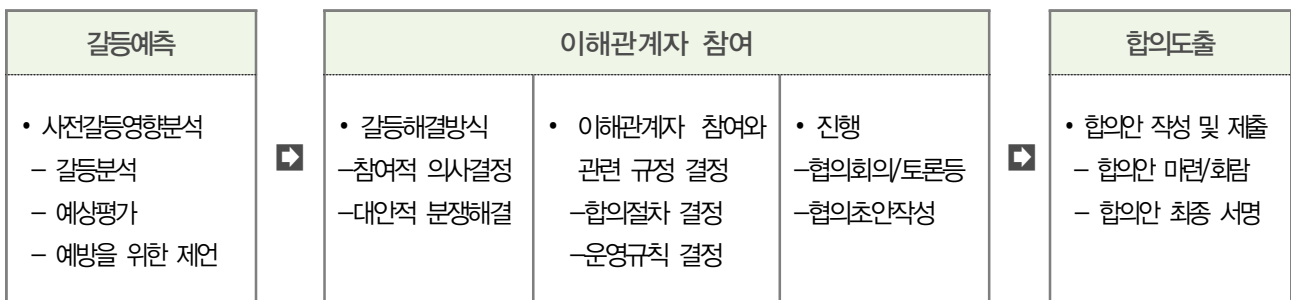 갈등예측
• 사전갈등영향분석
– 갈등분석
– 예상평가
– 예방을 위한 제언
이해관계자 참여
• 갈등해결방식
–참여적 의사결정
–대안적 분쟁해결
• 이해관계자 참여와
관련 규정 결정
–합의절차 결정
–운영규칙 결정
• 진행
–협의회의/토론등
–협의초안작성
합의도출
• 합의안 작성 및 제출
– 합의안 마련/회람
– 합의안 최종 서명